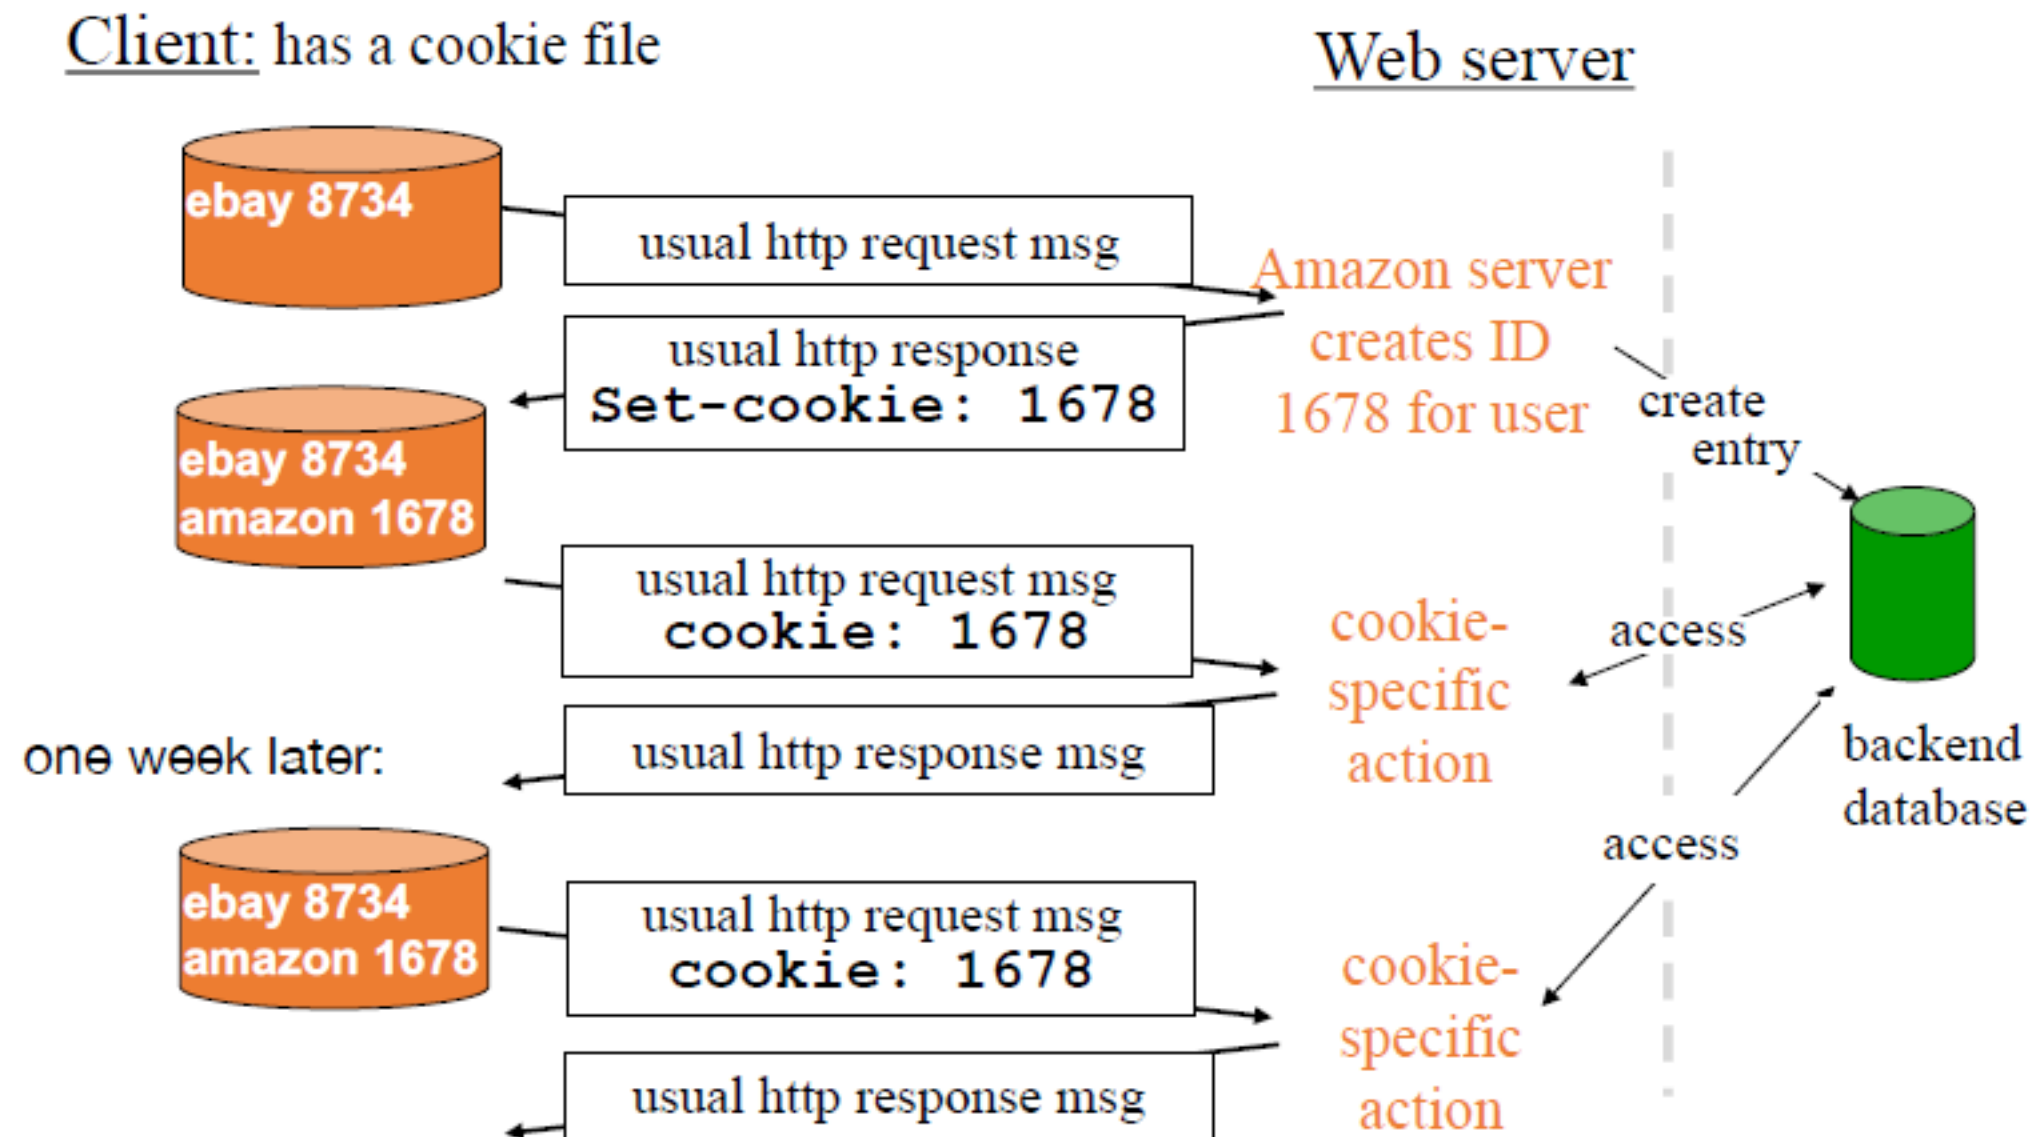 Client: has a cookie file
Web server
ebay 8734
usual http request msg
Amazon server
creates ID
1678 for user
usual http response
Set-cookie: 1678
create
entry
ebay 8734
amazon 1678
usual http request msg
cookie: 1678
cookie-
specific
action
access
usual http response msg
one week later:
backend
database
access
ebay 8734
amazon 1678
usual http request msg
cookie: 1678
cookie-
specific
action
usual http response msg